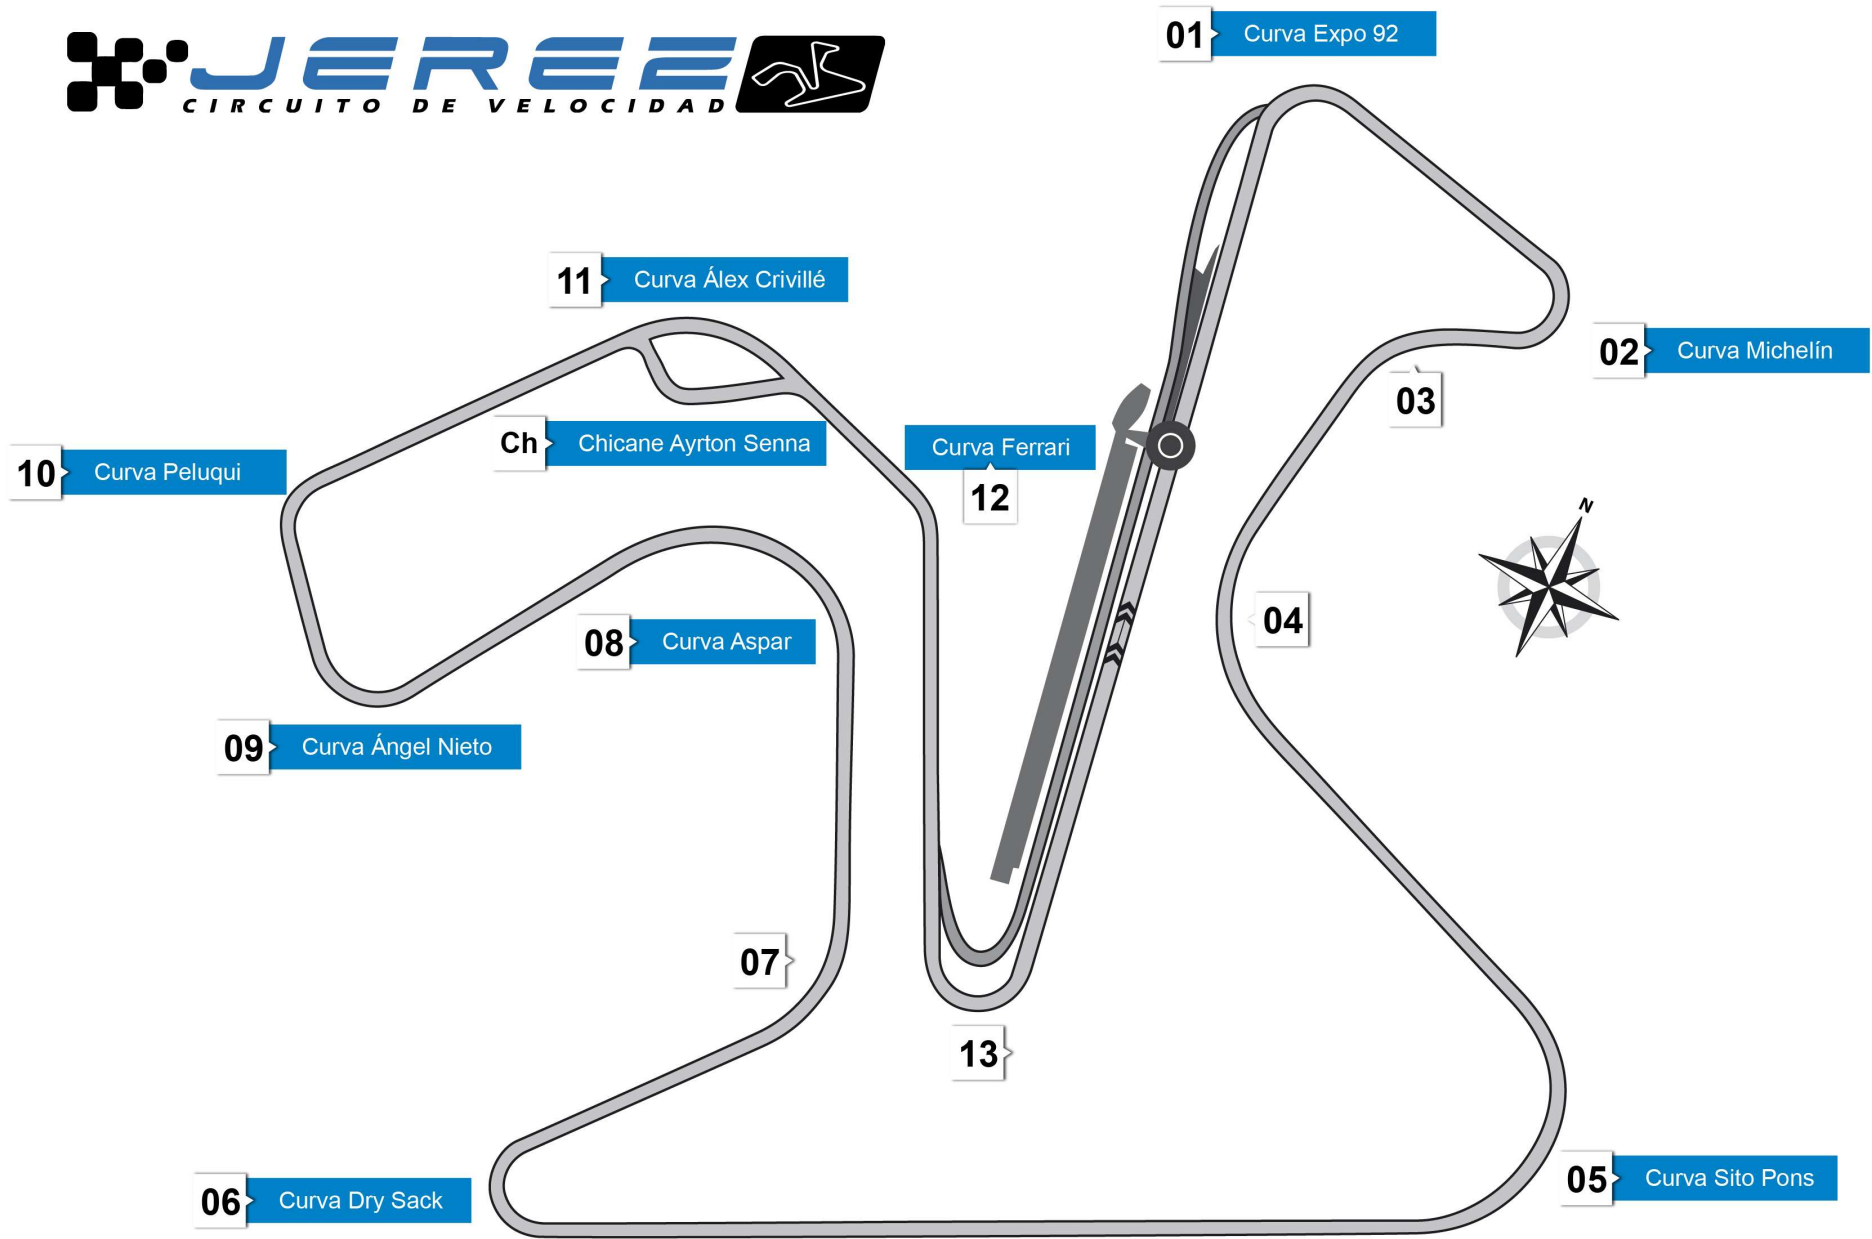 JEREZ
CIRCUITO DE VELOCIDAD
01 Curva Expo 92
11 Curva Álex Crivillé
02 Curva Michelín
03
Ch Chicane Ayrton Senna
Curva Ferrari
12
10 Curva Peluqui
N
04
08 Curva Aspar
09 Curva Ángel Nieto
07
13
05 Curva Sito Pons
06 Curva Dry Sack